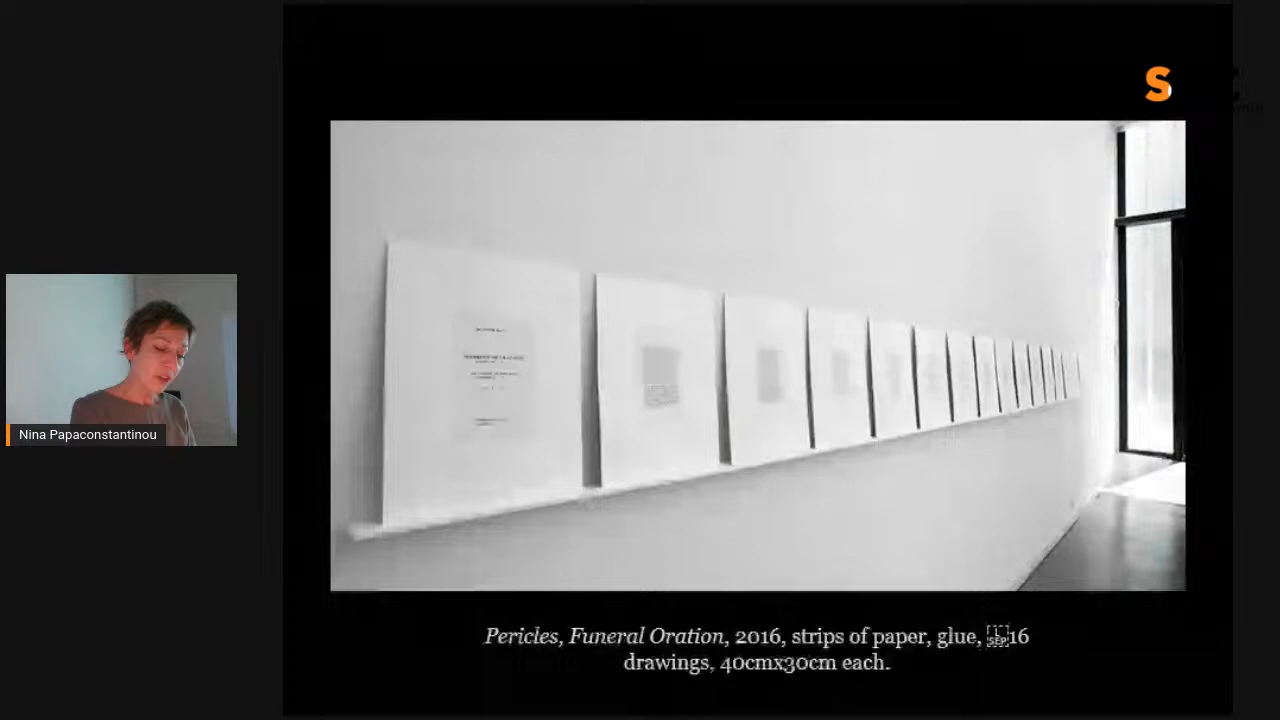 S
Nina Papaconstantinou
Pericles, Funeral Oration, 2016, strips of paper, glue, 16
drawings, 40cmx30cm each.